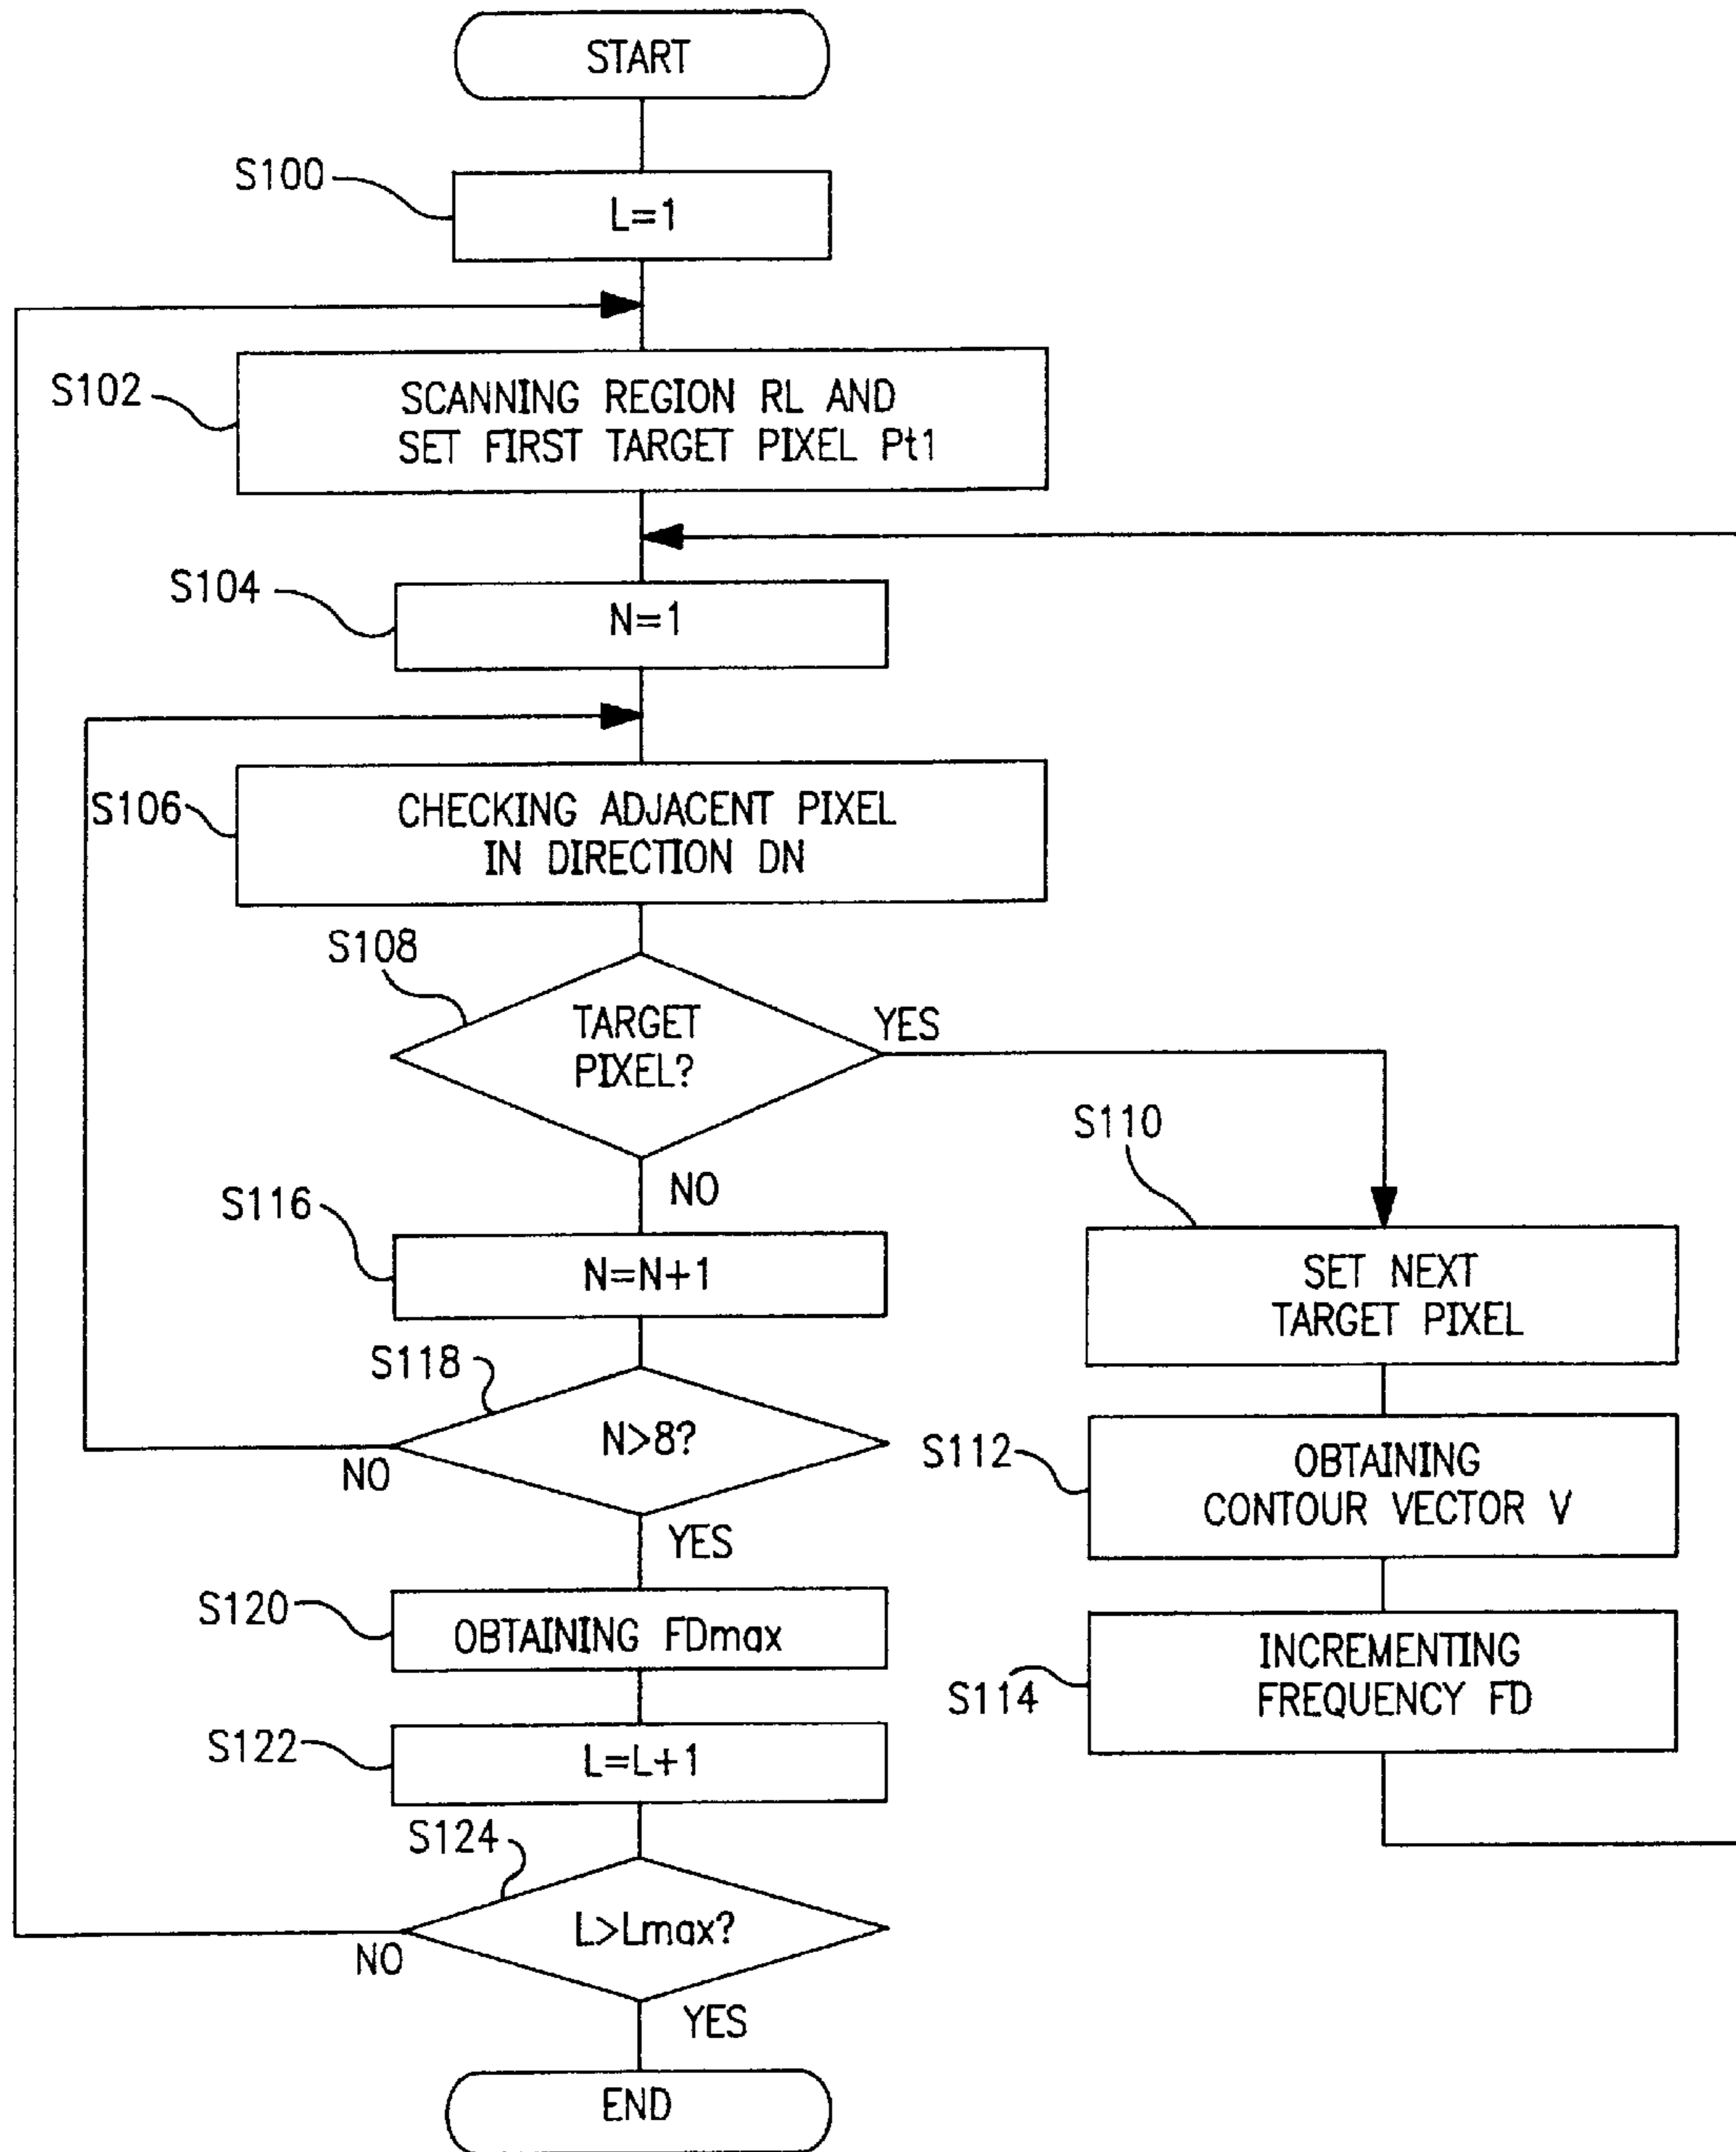 START
S100
L=1
S102
SCANNING REGION RL AND
SET FIRST TARGET PIXEL Pt1
S104
N=1
S106
CHECKING ADJACENT PIXEL
IN DIRECTION DN
S108
TARGET
PIXEL?
YES
NO
S110
SET NEXT
TARGET PIXEL
S116
N=N+1
S118
N>8?
NO
YES
S112
OBTAINING
CONTOUR VECTOR V
S120
OBTAINING FDmax
S114
INCREMENTING
FREQUENCY FD
S122
L=L+1
S124
L>Lmax?
NO
YES
END